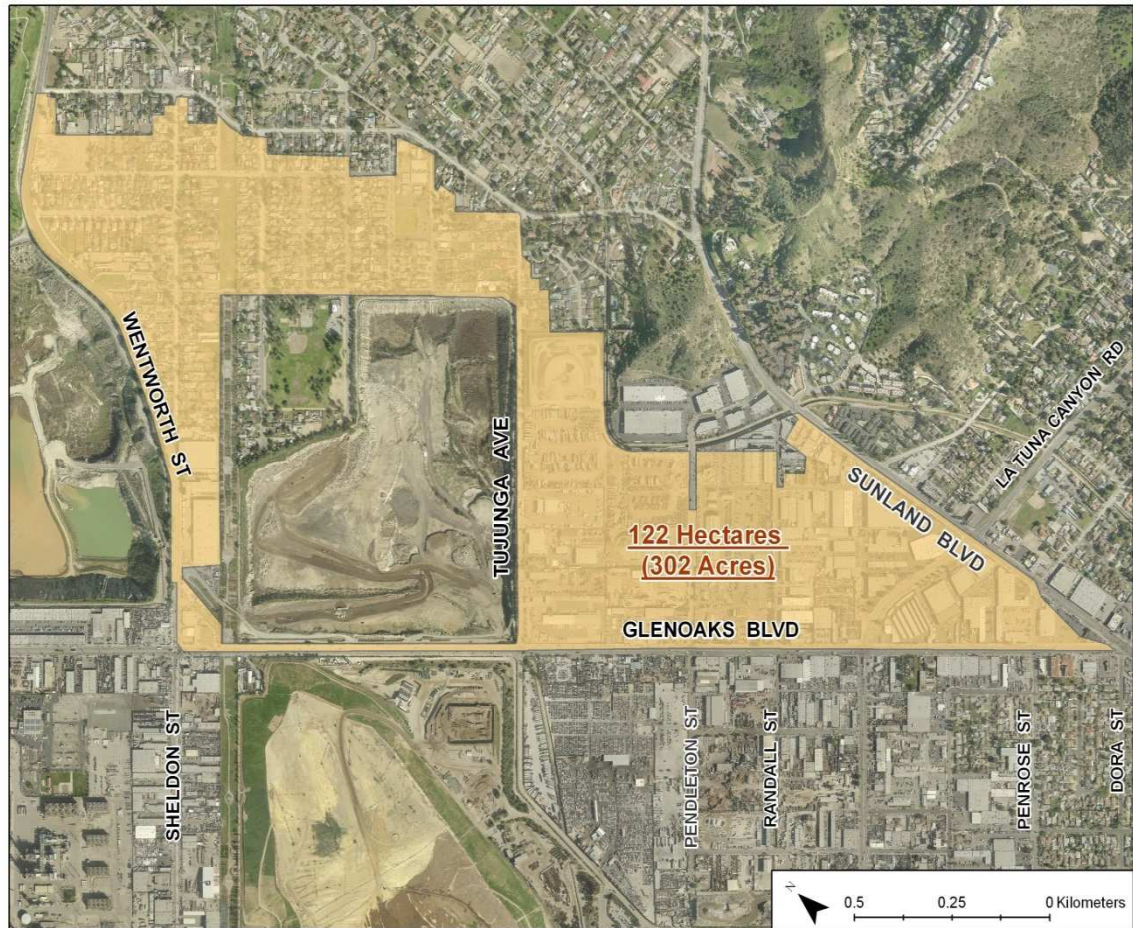 WENTWORTH ST
TUJUNGA AVE
LA TUNA CANYON RD
SUNLAND BLVD
122 Hectares
(302 Acres)
GLENOAKS BLVD
SHELDON ST
PENDLETON ST
RANDALL ST
PENROSE ST
DORA ST
N
0.5 0.25 0 Kilometers